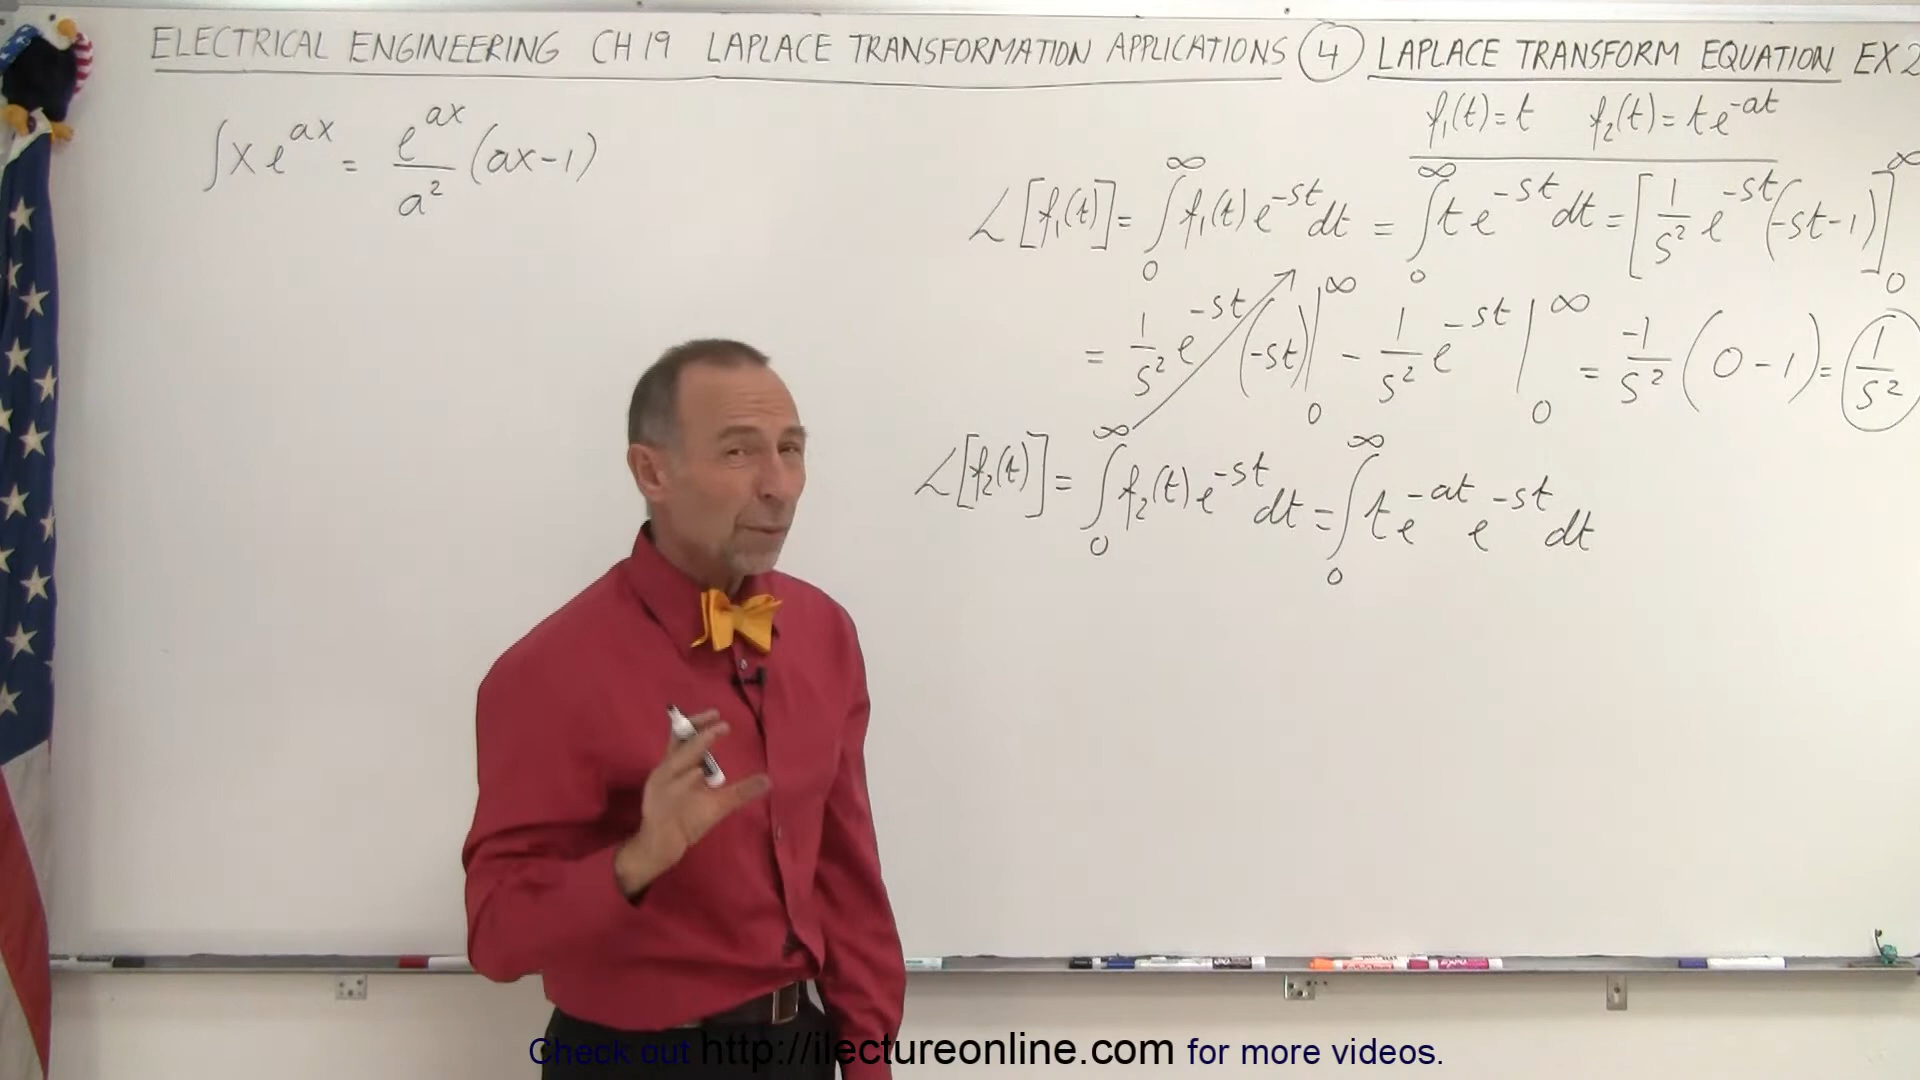 ELECTRICAL ENGINEERING CH 19 LAPLACE TRANSFORMATION APPLICATIONS ④ LAPLACE TRANSFORM EQUATION EX 2
f₁(t) = t f₂(t) = te^{-at}
∫xe^{ax} = e^{ax}/a² (ax-1)
ℒ[f₁(t)] = ∫₀^∞ f₁(t)e^{-st}dt = ∫₀^∞ te^{-st}dt = [1/s² e^{-st}(-st-1)]₀^∞
= 1/s² e^{-st}(-st)|₀^∞ - 1/s² e^{-st}|₀^∞ = -1/s² (0-1) = 1/s²
ℒ[f₂(t)] = ∫₀^∞ f₂(t)e^{-st}dt = ∫₀^∞ te^{-at}e^{-st}dt
Check out http://ilectureonline.com for more videos.